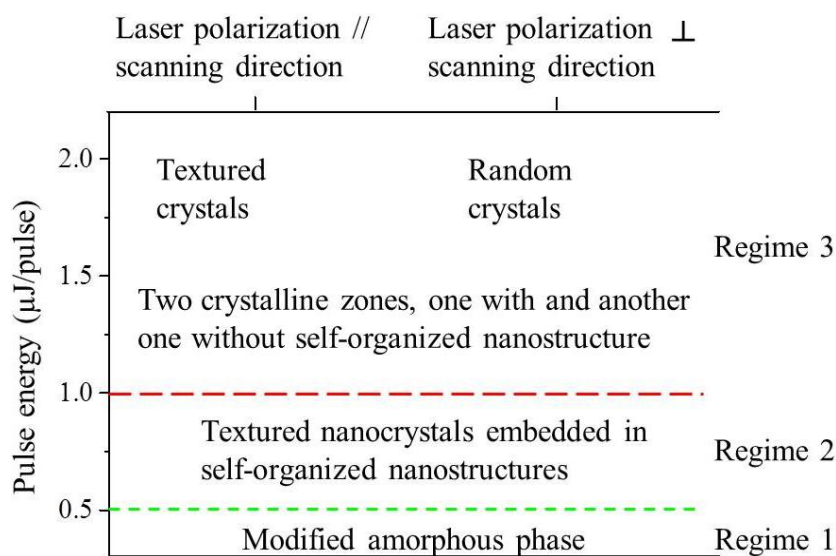 Laser polarization //
scanning direction
Laser polarization ⊥
scanning direction
Pulse energy (μJ/pulse)
2.0
1.5
1.0
0.5
Textured
crystals
Random
crystals
Regime 3
Two crystalline zones, one with and another
one without self-organized nanostructure
Textured nanocrystals embedded in
self-organized nanostructures
Regime 2
Modified amorphous phase
Regime 1